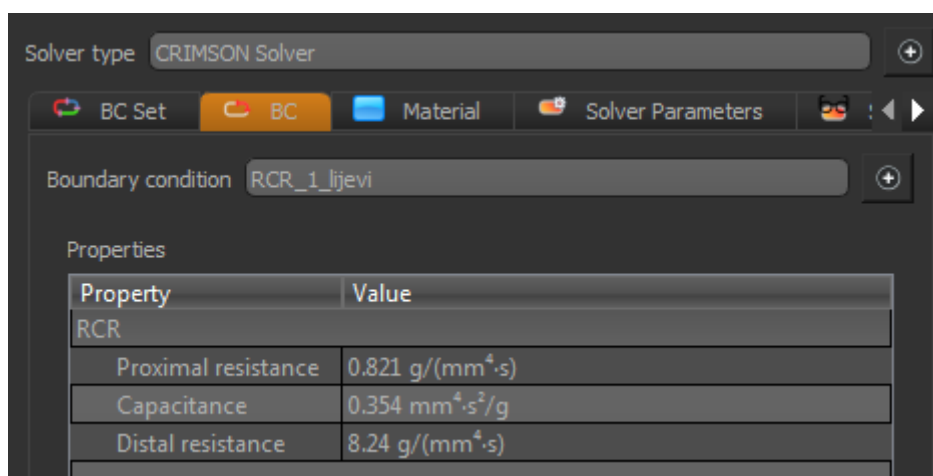 Solver type CRIMSON Solver
BC Set BC Material Solver Parameters
Boundary condition RCR_1_lijevi
Properties
Property Value
RCR
Proximal resistance 0.821 g/(mm⁴·s)
Capacitance 0.354 mm⁴·s²/g
Distal resistance 8.24 g/(mm⁴·s)